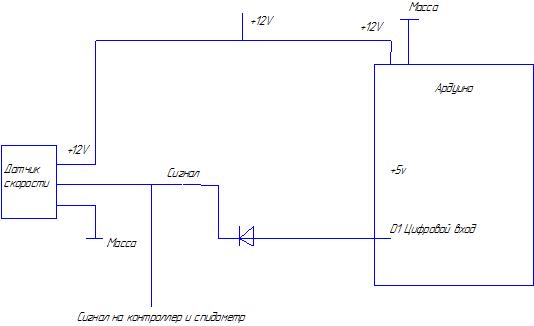 Масса
+12V
+12V
Ардуино
+12V
Датчик
скорости
Сигнал
+5v
D1 Цифровой вход
Масса
Сигнал на контроллер и спидометр